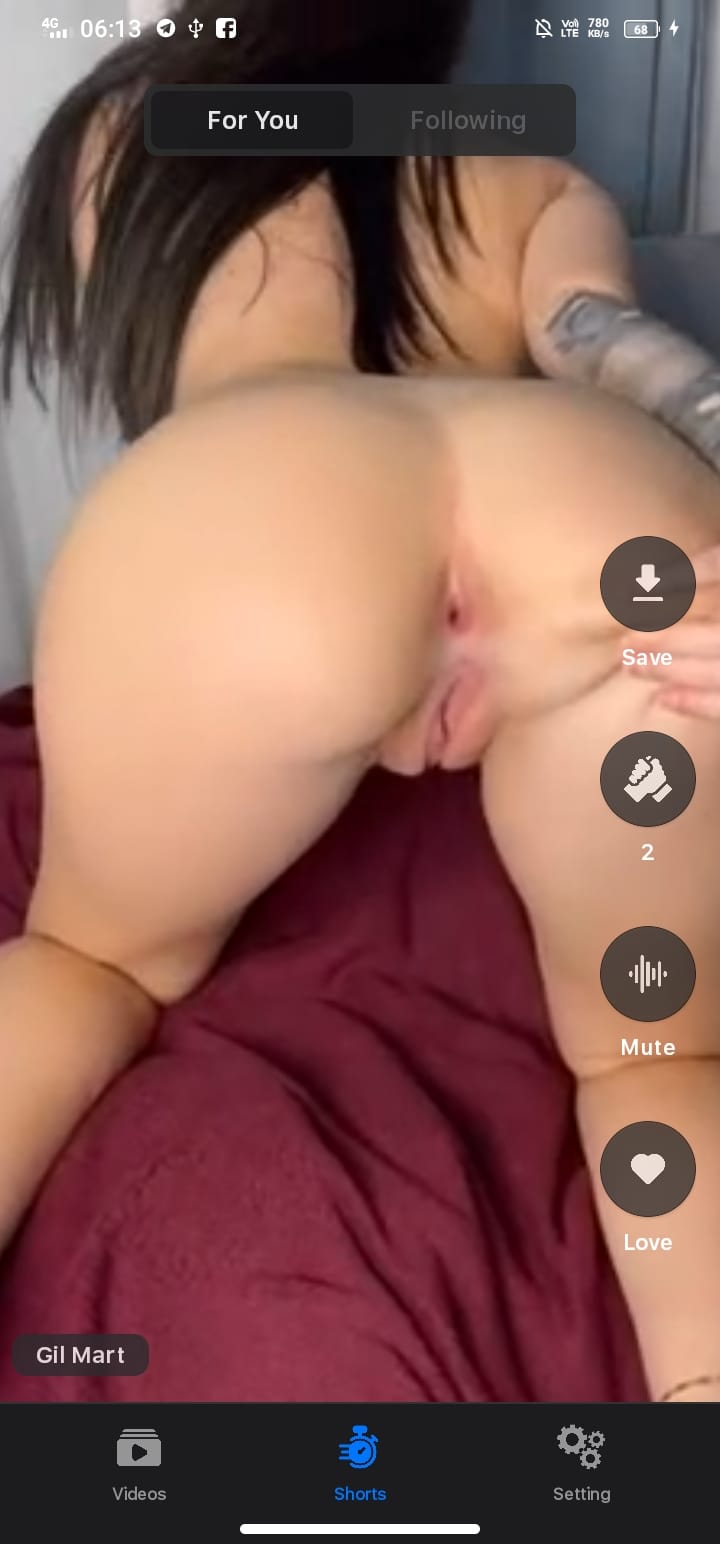 4G 06:13 Vo) LTE 780 KB/s 68
For You Following
Save
2
Mute
Love
Gil Mart
Videos Shorts Setting